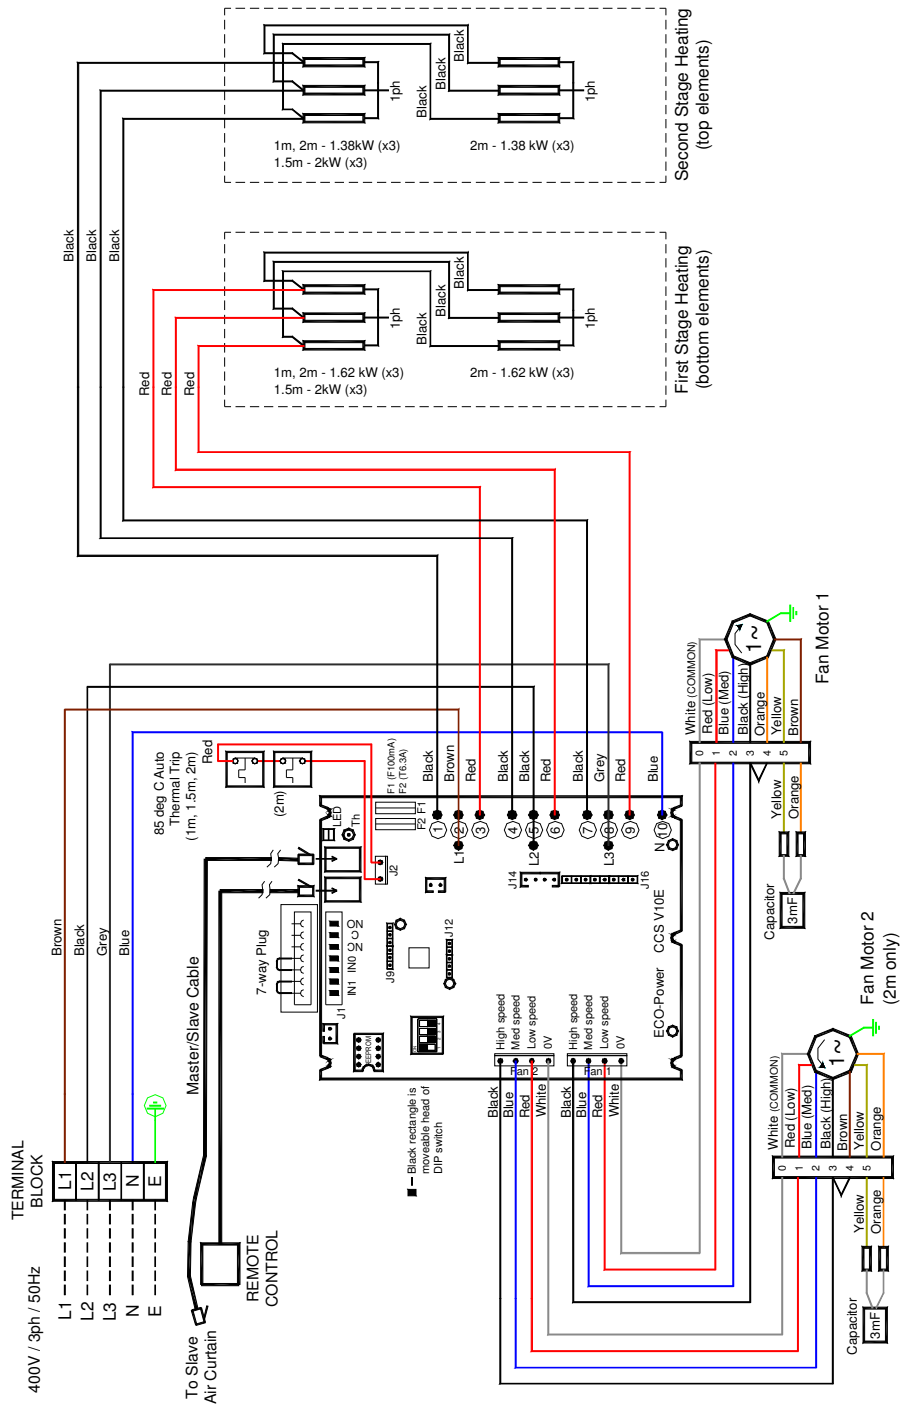 400V / 3ph / 50Hz
L1
L2
L3
N
E
TERMINAL
BLOCK
L1
L2
L3
N
E
Brown
Black
Grey
Blue
To Slave
Air Curtain
REMOTE
CONTROL
Master/Slave Cable
7-way Plug
85 deg C Auto
Thermal Trip
(1m, 1.5m, 2m)
Red
(2m)
Black
Black
Black
Red
Red
Red
J1
IN1
IN0
ON
LED
Th
EEPROM
J9
J12
J2
F2
F1
F1 (F100mA)
F2 (T6.3A)
Black rectangle is
moveable head of
DIP switch
1
2
3
4
5
6
7
8
9
10
L1
L2
L3
N
Black
Brown
Red
Black
Black
Red
Black
Grey
Red
Blue
J14
J16
ECO-Power
CCS V10E
High speed
Med speed
Low speed
0V
Fan 2
High speed
Med speed
Low speed
0V
Fan 1
Black
Blue
Red
White
Black
Blue
Red
White
1m, 2m - 1.38kW (x3)
1.5m - 2kW (x3)
1ph
Black
Black
Black
2m - 1.38 kW (x3)
1ph
Second Stage Heating
(top elements)
1m, 2m - 1.62 kW (x3)
1.5m - 2kW (x3)
1ph
Black
Black
Black
2m - 1.62 kW (x3)
1ph
First Stage Heating
(bottom elements)
White (COMMON)
Red (Low)
Blue (Med)
Black (High)
Orange
Yellow
Brown
0
1
2
3
4
5
Yellow
Orange
Capacitor
3mF
1 ~
Fan Motor 1
White (COMMON)
Red (Low)
Blue (Med)
Black (High)
Brown
Yellow
Orange
0
1
2
3
4
5
Yellow
Orange
Capacitor
3mF
1~
Fan Motor 2
(2m only)